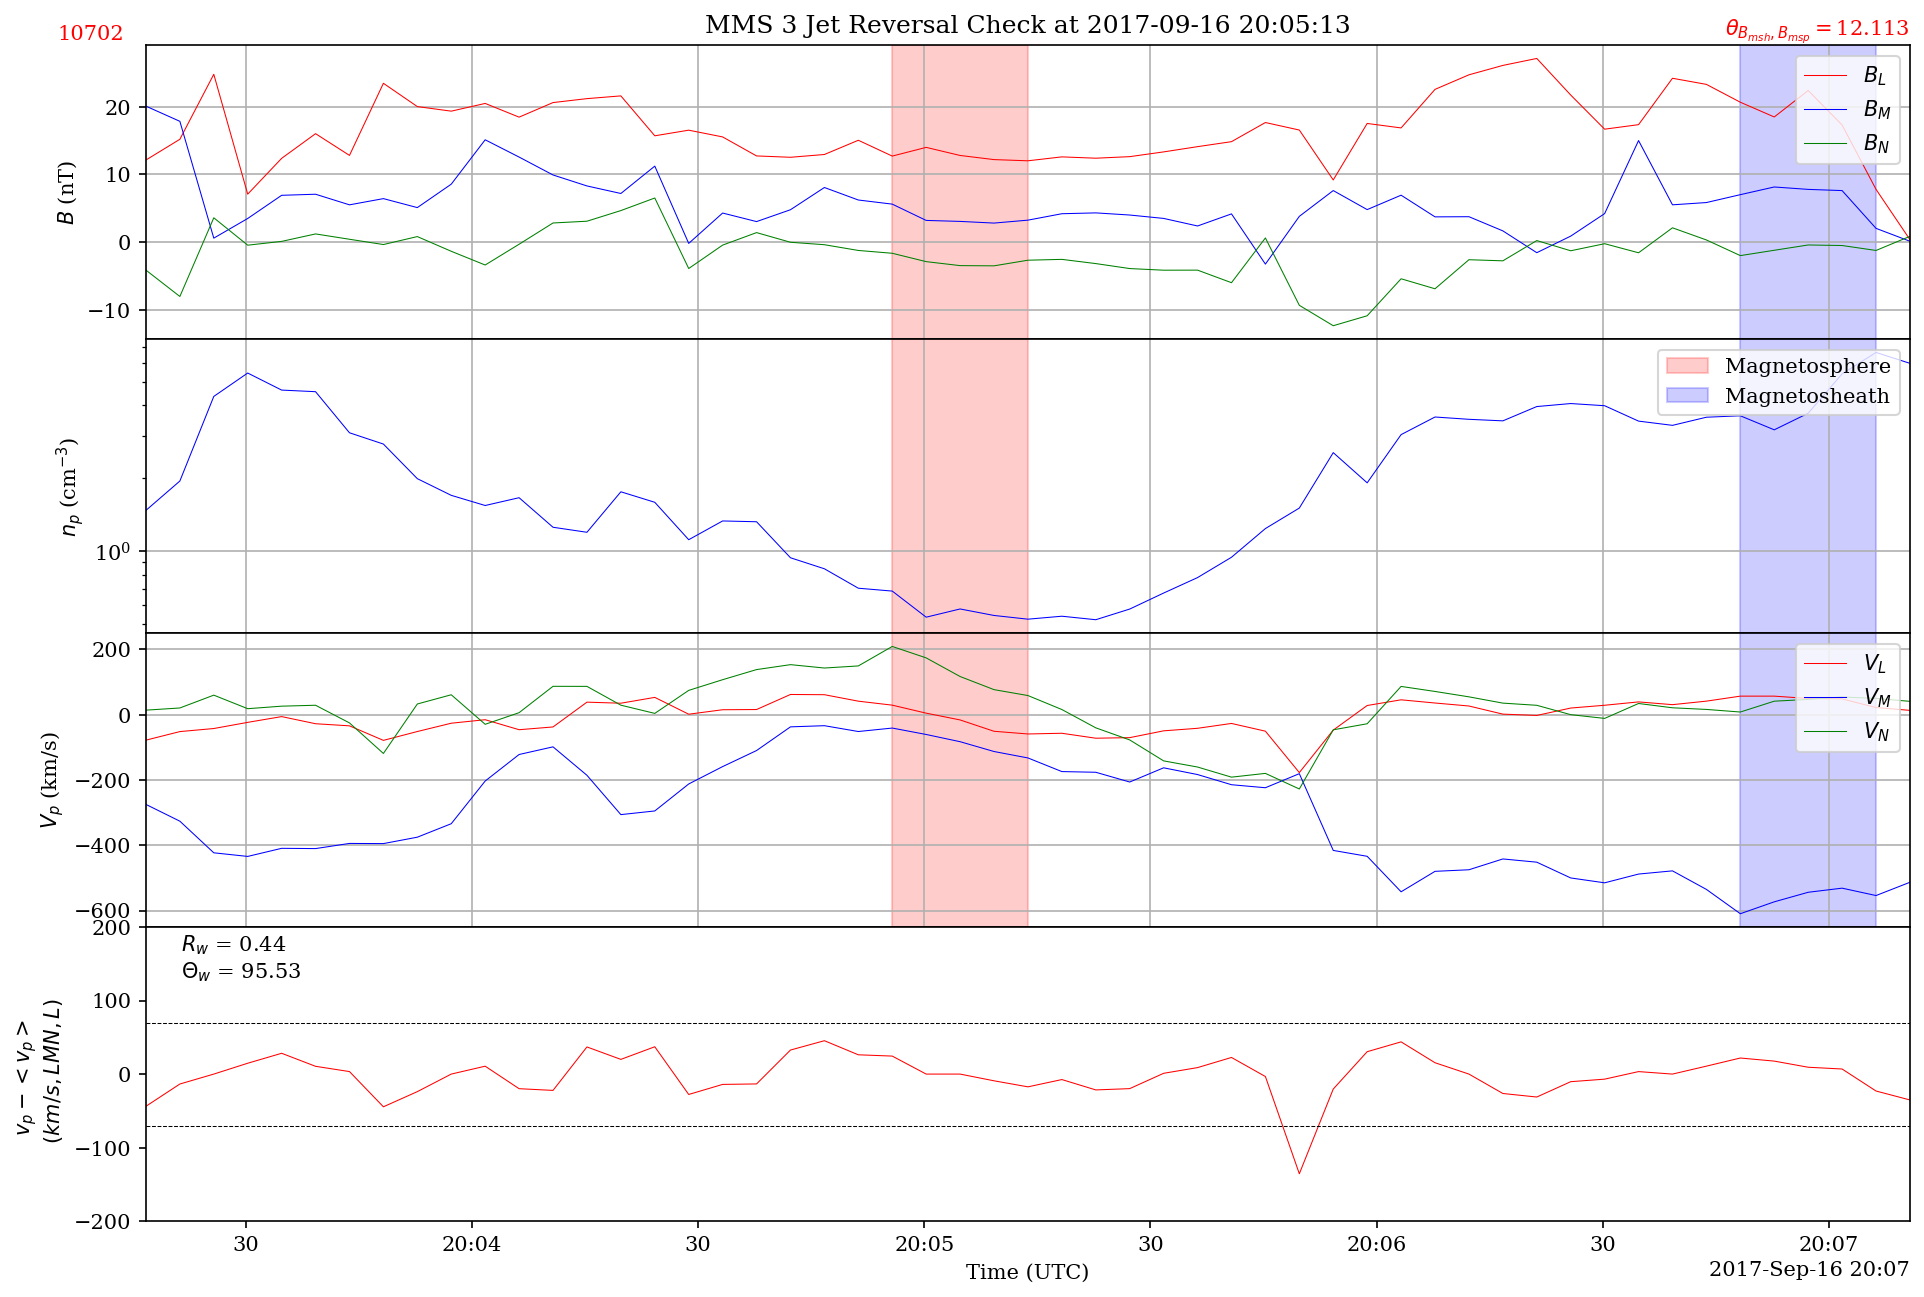 MMS 3 Jet Reversal Check at 2017-09-16 20:05:13
10702
θ_{B_{msh}, B_{msp}} = 12.113
B (nT)
20
10
0
−10
B_L
B_M
B_N
n_p (cm^{−3})
10^0
Magnetosphere
Magnetosheath
V_p (km/s)
200
0
−200
−400
−600
V_L
V_M
V_N
v_p − < v_p >
(km/s, LMN, L)
200
100
0
−100
−200
R_w = 0.44
Θ_w = 95.53
30
20:04
30
20:05
30
20:06
30
20:07
Time (UTC)
2017-Sep-16 20:07